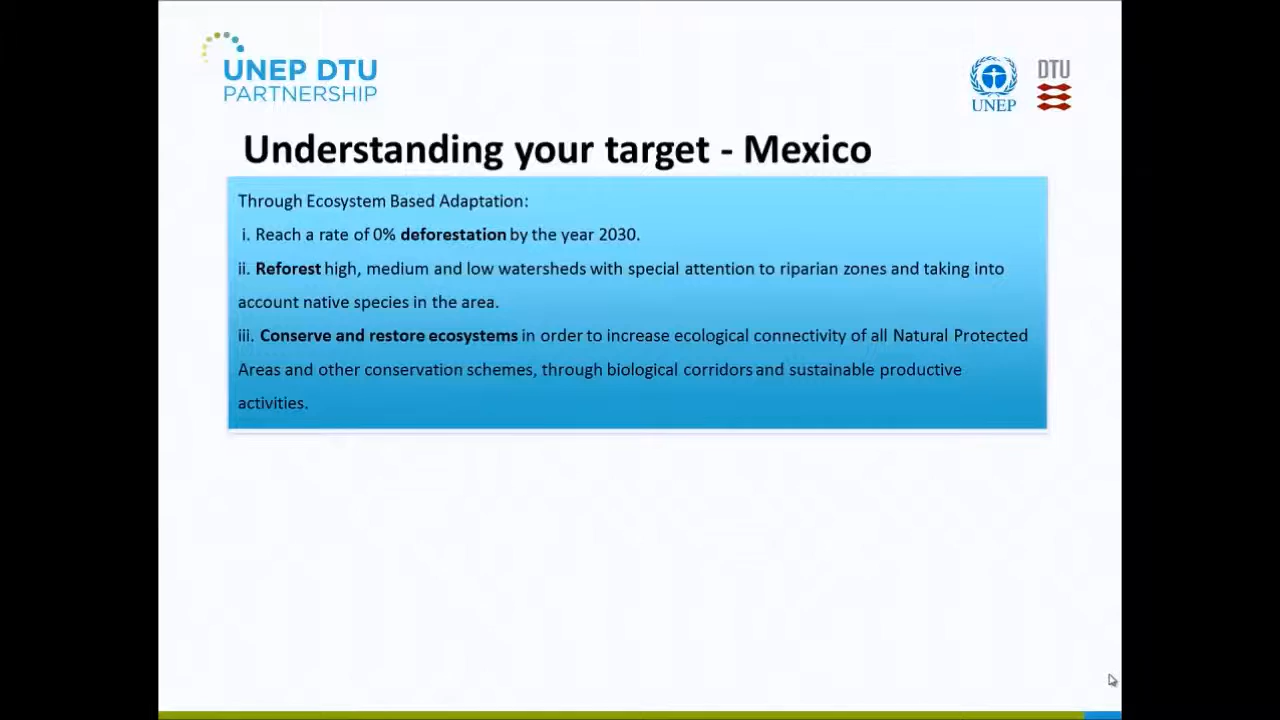 UNEP DTU
PARTNERSHIP
UNEP
DTU
Understanding your target - Mexico
Through Ecosystem Based Adaptation:
i. Reach a rate of 0% deforestation by the year 2030.
ii. Reforest high, medium and low watersheds with special attention to riparian zones and taking into
account native species in the area.
iii. Conserve and restore ecosystems in order to increase ecological connectivity of all Natural Protected
Areas and other conservation schemes, through biological corridors and sustainable productive
activities.